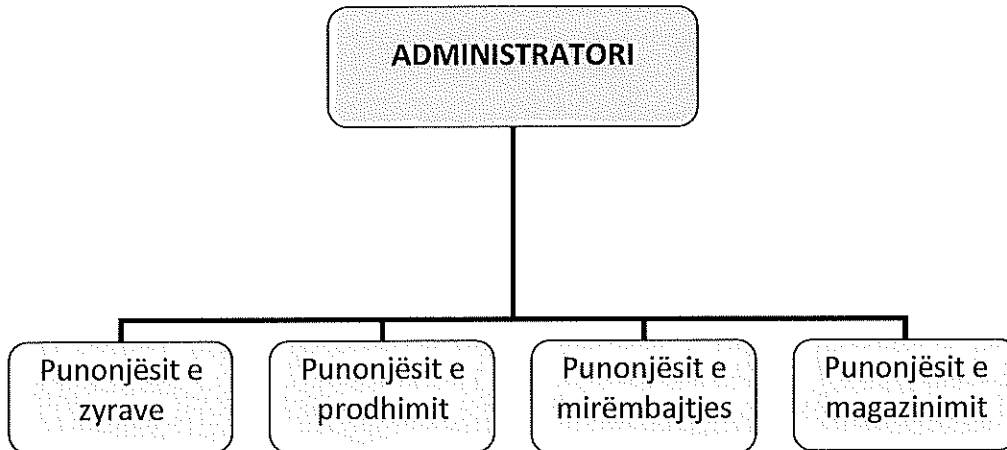 ADMINISTRATORI
Punonjësit e
zyrave
Punonjësit e
prodhimit
Punonjësit e
mirëmbajtjes
Punonjësit e
magazinimit